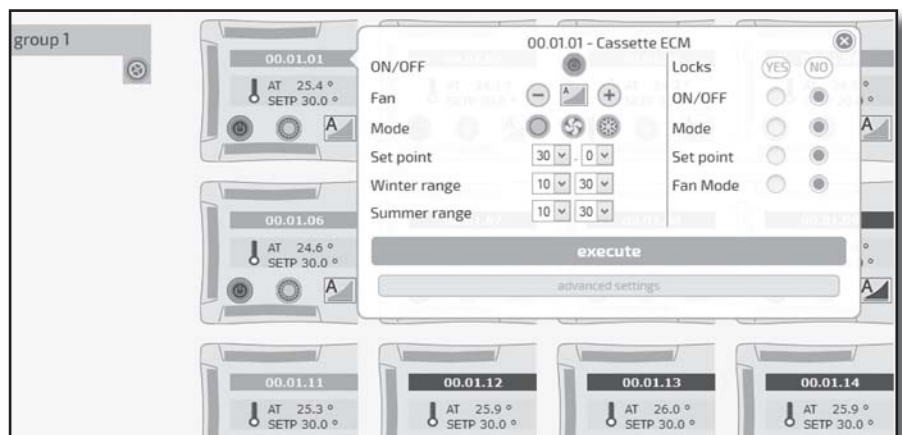 group 1
00.01.01
AT 25.4 °
SETP 30.0 °
A
00.01.01 - Cassette ECM
ON/OFF
Fan
A
Mode
Set point
30 . 0
Winter range
10 30
Summer range
10 30
Locks
YES NO
ON/OFF
Mode
Set point
Fan Mode
execute
advanced settings
A
00.01.06
AT 24.6 °
SETP 30.0 °
A
A
00.01.11
AT 25.3 °
SETP 30.0 °
00.01.12
AT 25.9 °
SETP 30.0 °
00.01.13
AT 26.0 °
SETP 30.0 °
00.01.14
AT 25.9 °
SETP 30.0 °